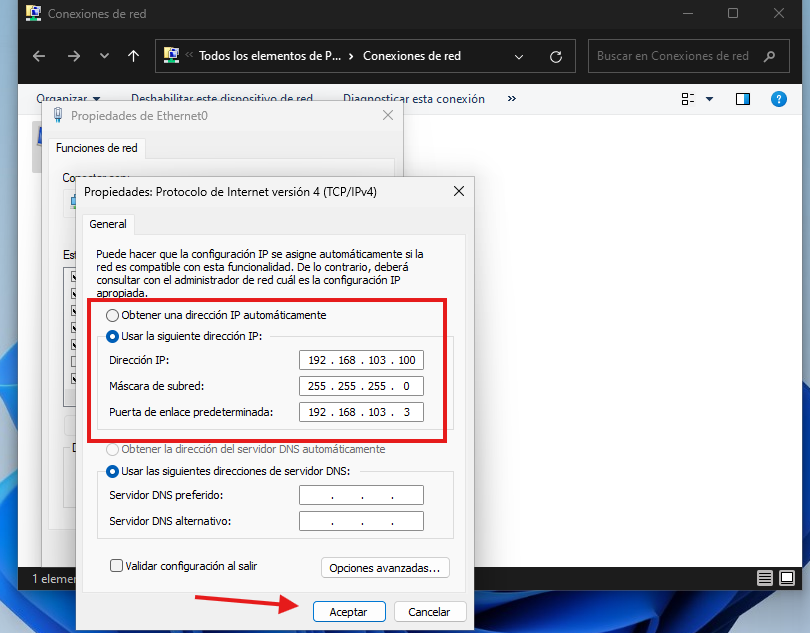 Conexiones de red
Todos los elementos de P... Conexiones de red
Buscar en Conexiones de red
Organizar Deshabilitar este dispositivo de red Diagnosticar esta conexión »
Propiedades de Ethernet0
Funciones de red
Propiedades: Protocolo de Internet versión 4 (TCP/IPv4)
General
Puede hacer que la configuración IP se asigne automáticamente si la
red es compatible con esta funcionalidad. De lo contrario, deberá
consultar con el administrador de red cuál es la configuración IP
apropiada.
Obtener una dirección IP automáticamente
Usar la siguiente dirección IP:
Dirección IP: 192 . 168 . 103 . 100
Máscara de subred: 255 . 255 . 255 . 0
Puerta de enlace predeterminada: 192 . 168 . 103 . 3
Obtener la dirección del servidor DNS automáticamente
Usar las siguientes direcciones de servidor DNS:
Servidor DNS preferido: . . .
Servidor DNS alternativo: . . .
Validar configuración al salir
Opciones avanzadas...
Aceptar Cancelar